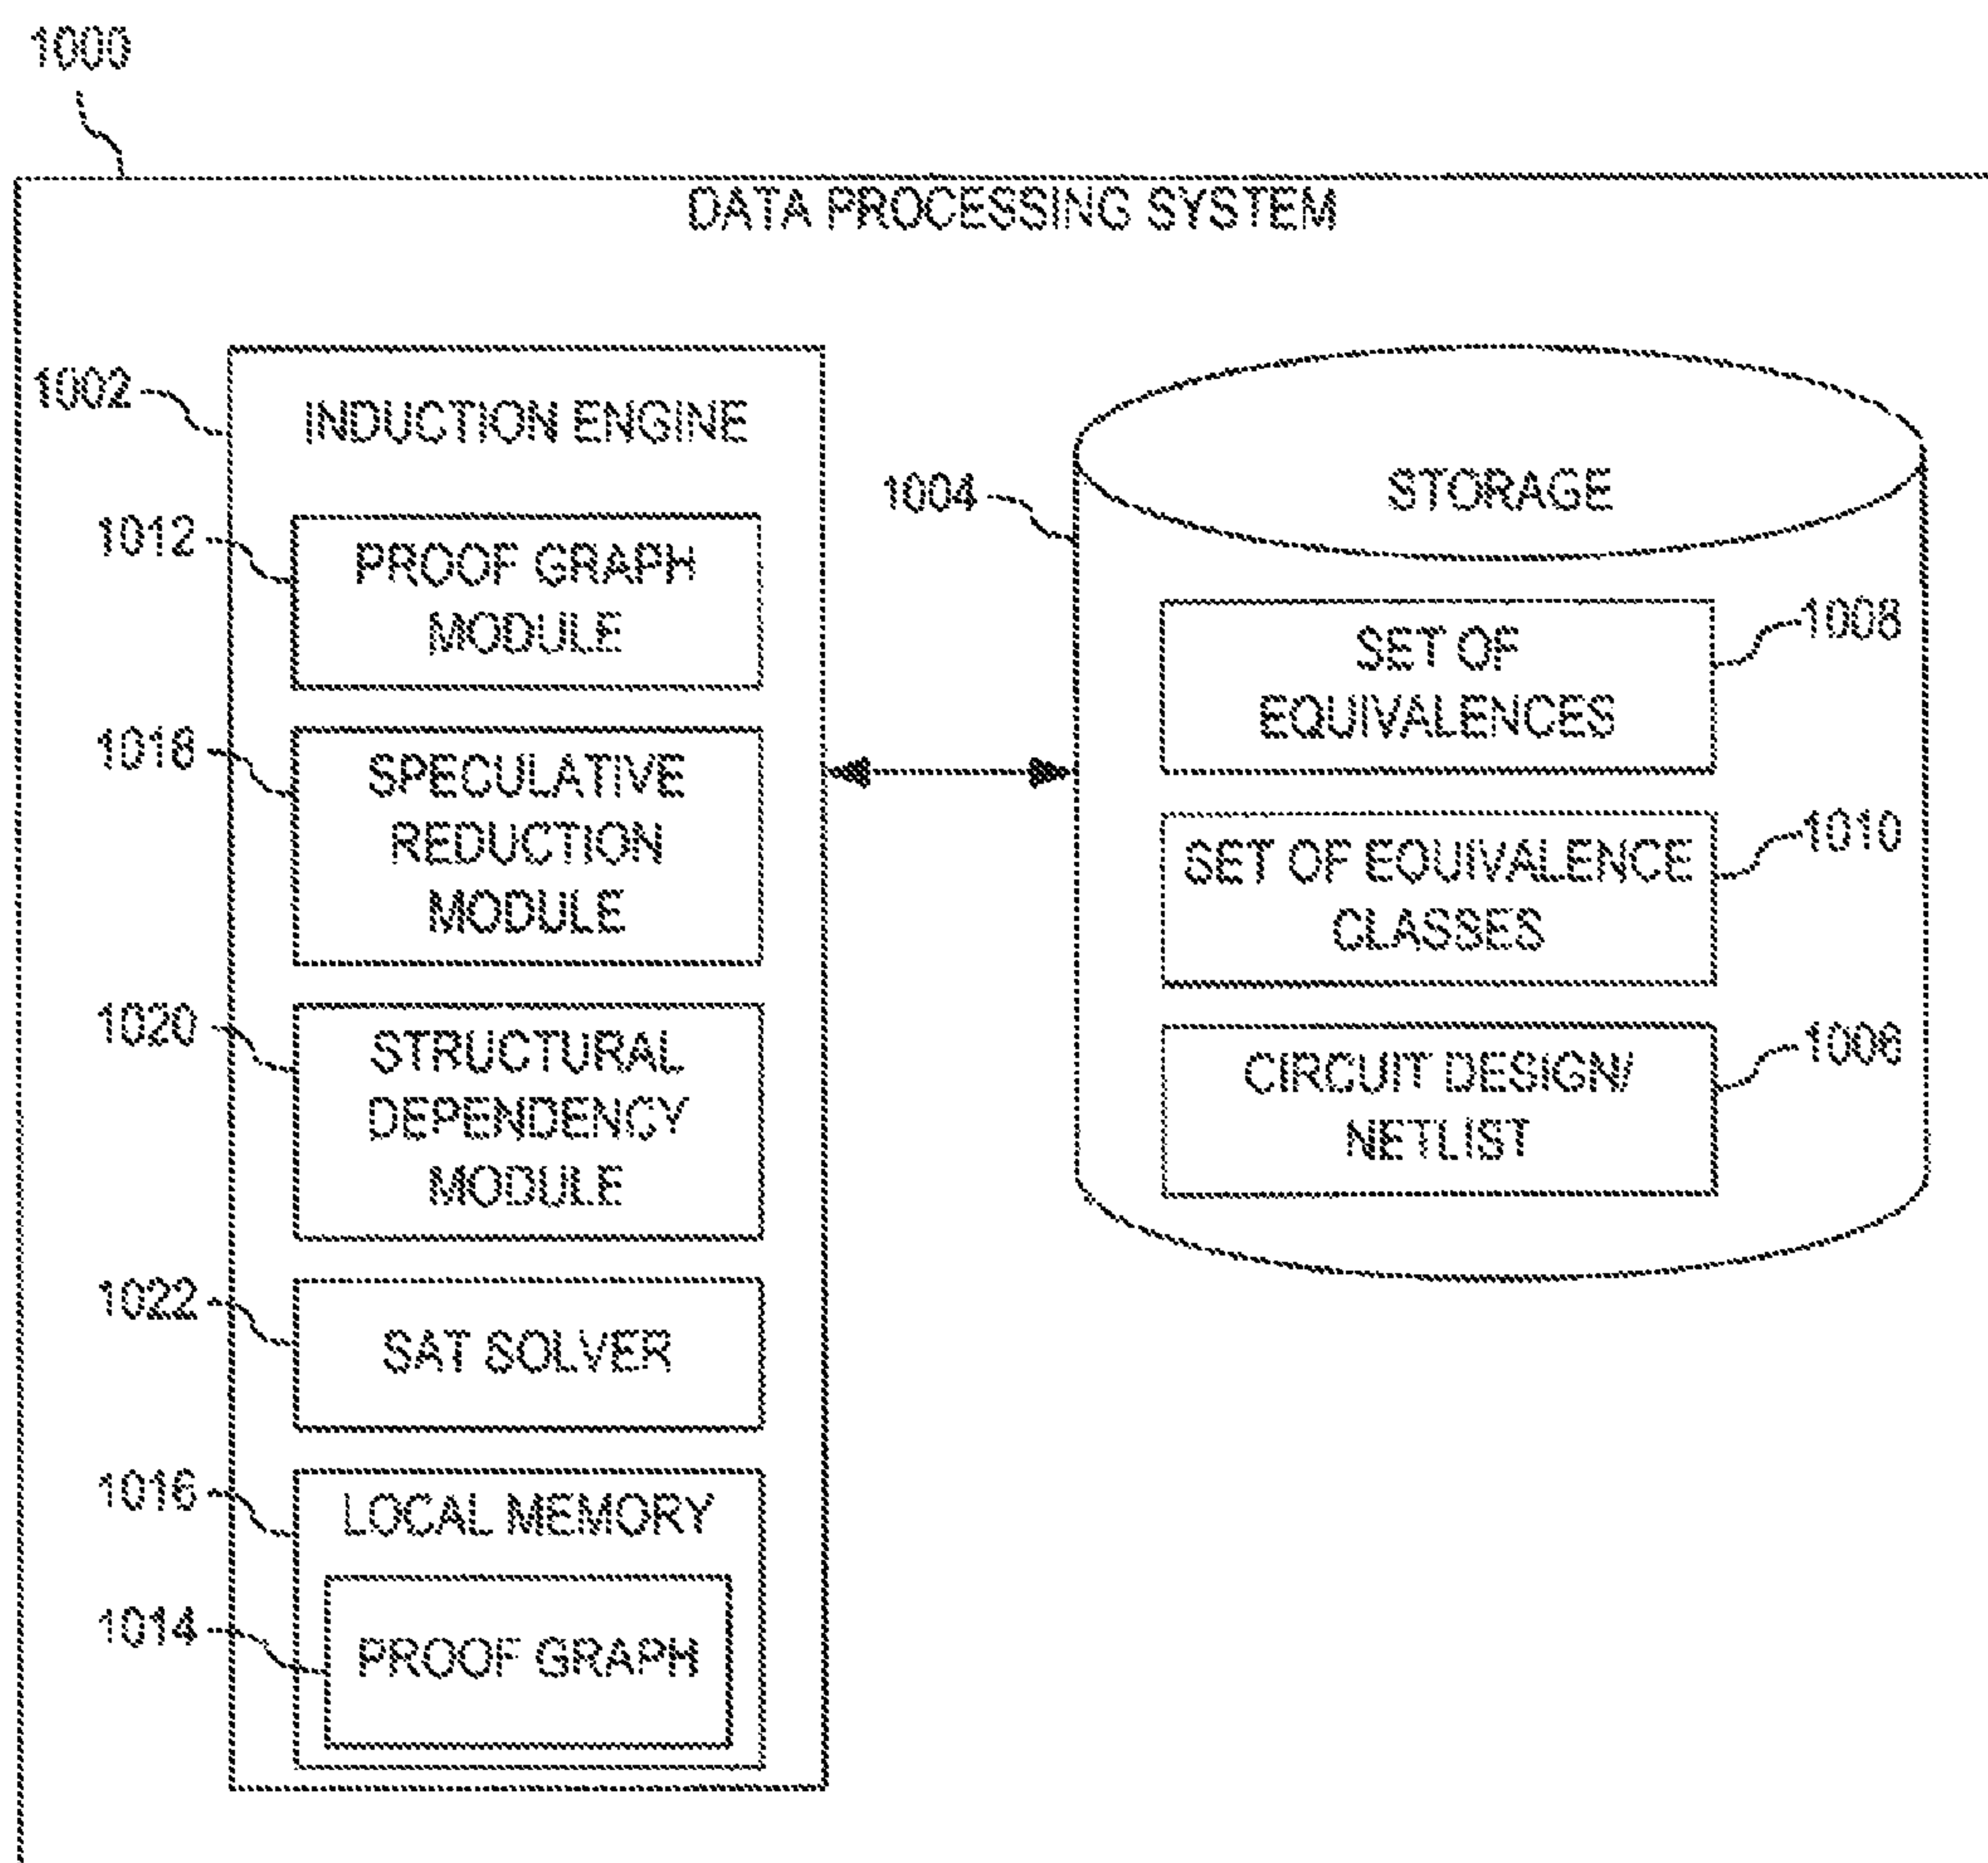 1000
DATA PROCESSING SYSTEM
1002
INDUCTION ENGINE
1012
PROOF GRAPH
MODULE
1018
SPECULATIVE
REDUCTION
MODULE
1020
STRUCTURAL
DEPENDENCY
MODULE
1022
SAT SOLVER
1016
LOCAL MEMORY
1014
PROOF GRAPH
1004
STORAGE
SET OF
EQUIVALENCES
1008
SET OF EQUIVALENCE
CLASSES
1010
CIRCUIT DESIGN/
NETLIST
1006